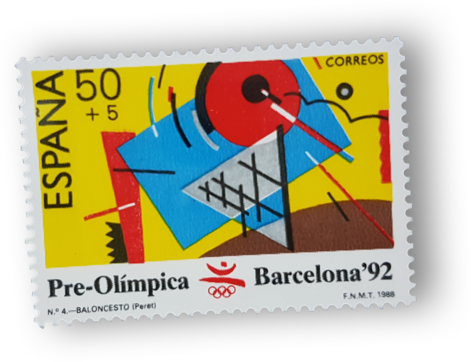 ESPAÑA
50
+ 5
CORREOS
Pre-Olímpica Barcelona'92
N.º 4.—BALONCESTO (Peret)
F.N.M.T. 1988